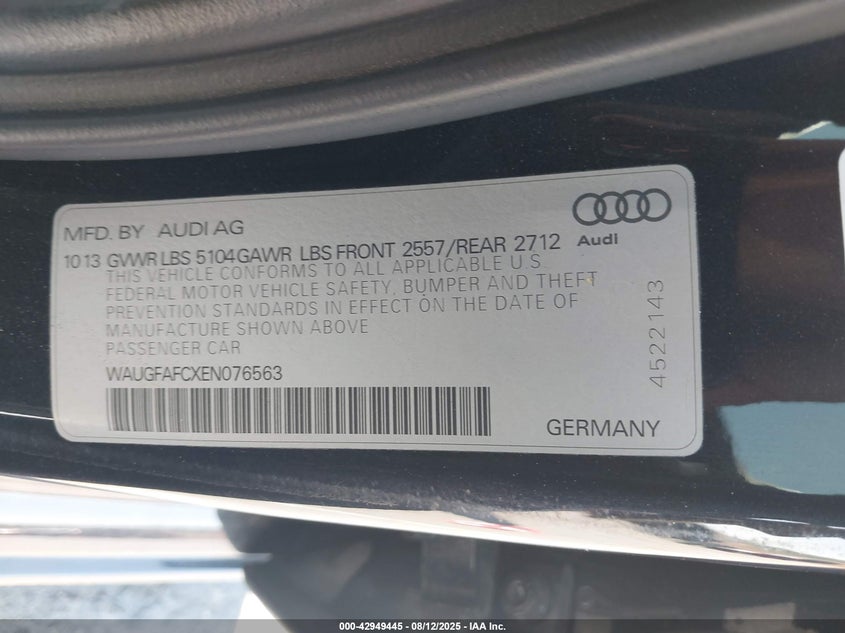 MFD. BY AUDI AG
Audi
10 13 GVWR LBS 5104 GAWR LBS FRONT 2557/REAR 2712
THIS VEHICLE CONFORMS TO ALL APPLICABLE U.S
FEDERAL MOTOR VEHICLE SAFETY, BUMPER AND THEFT
PREVENTION STANDARDS IN EFFECT ON THE DATE OF
MANUFACTURE SHOWN ABOVE
PASSENGER CAR
WAUGFAFCXEN076563
4522143
GERMANY
000-42949445 - 08/12/2025 - IAA Inc.